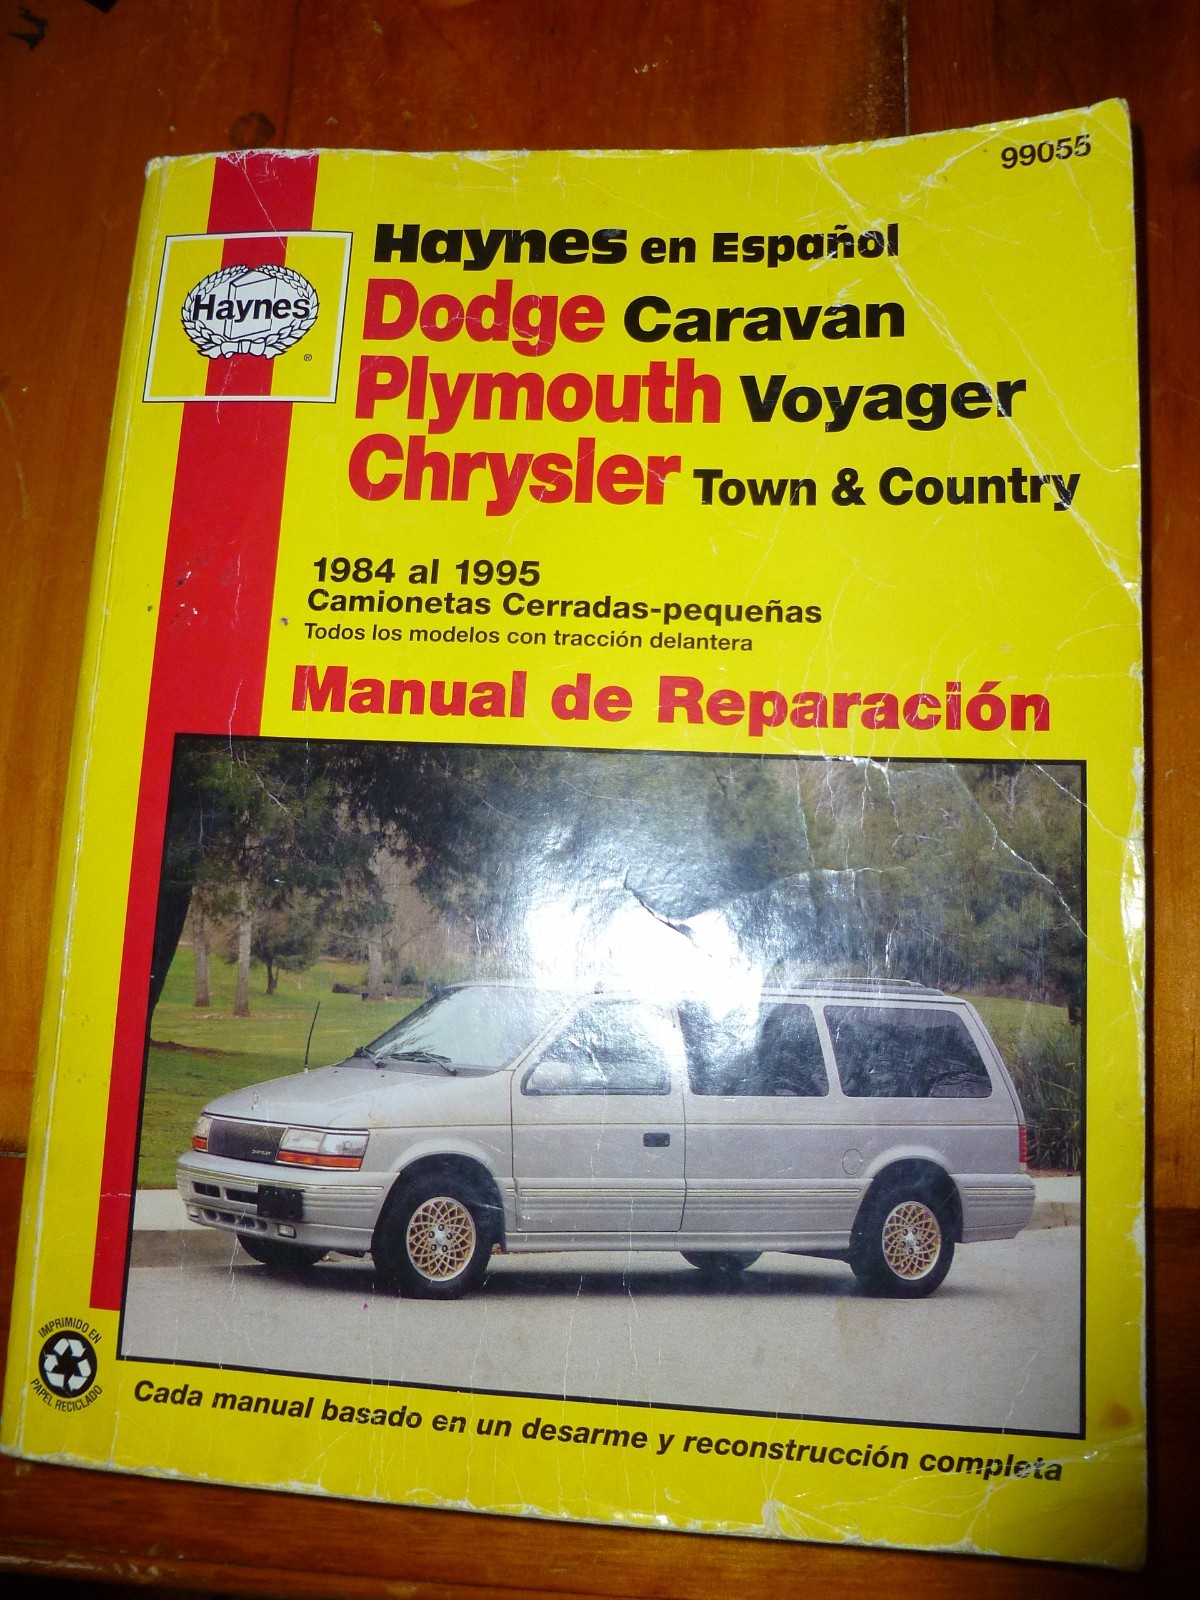 99055
Haynes
®
Haynes en Español
Dodge Caravan
Plymouth Voyager
Chrysler Town & Country
1984 al 1995
Camionetas Cerradas-pequeñas
Todos los modelos con tracción delantera
Manual de Reparación
IMPRIMIDO EN
PAPEL RECICLADO
Cada manual basado en un desarme y reconstrucción completa